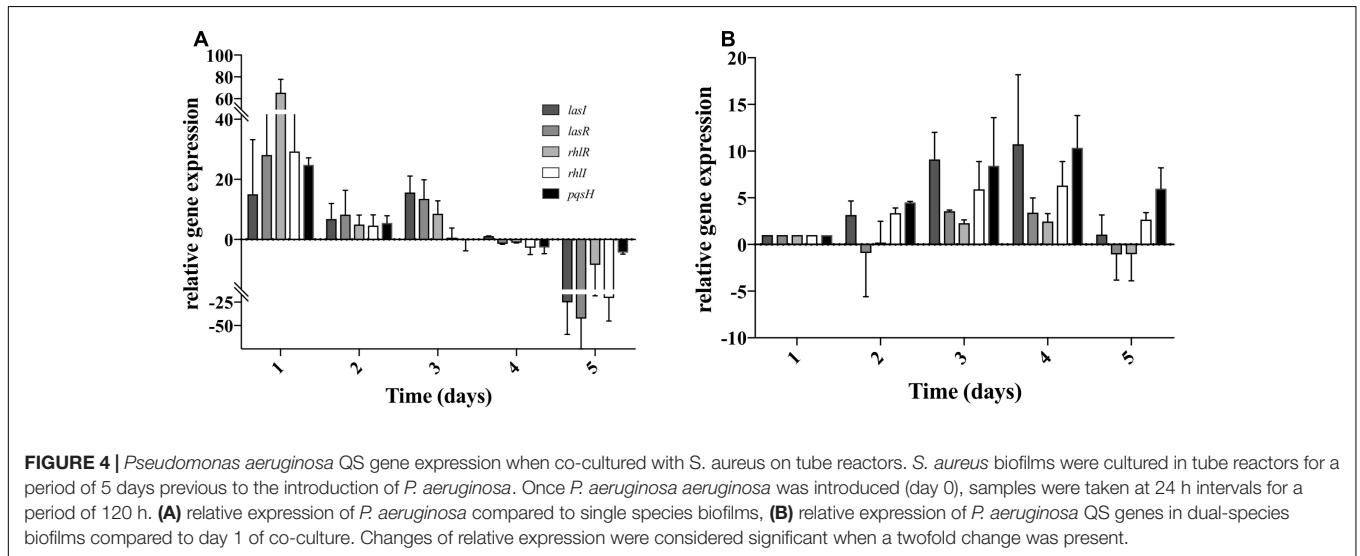 A
B
100
80
60
40
20
0
-25
-50
relative gene expression
lasI
lasR
rhlR
rhlI
pqsH
1
2
3
4
5
Time (days)
20
15
10
5
0
-5
-10
relative gene expression
1
2
3
4
5
Time (days)
FIGURE 4 | Pseudomonas aeruginosa QS gene expression when co-cultured with S. aureus on tube reactors. S. aureus biofilms were cultured in tube reactors for a
period of 5 days previous to the introduction of P. aeruginosa. Once P. aeruginosa aeruginosa was introduced (day 0), samples were taken at 24 h intervals for a
period of 120 h. (A) relative expression of P. aeruginosa compared to single species biofilms, (B) relative expression of P. aeruginosa QS genes in dual-species
biofilms compared to day 1 of co-culture. Changes of relative expression were considered significant when a twofold change was present.